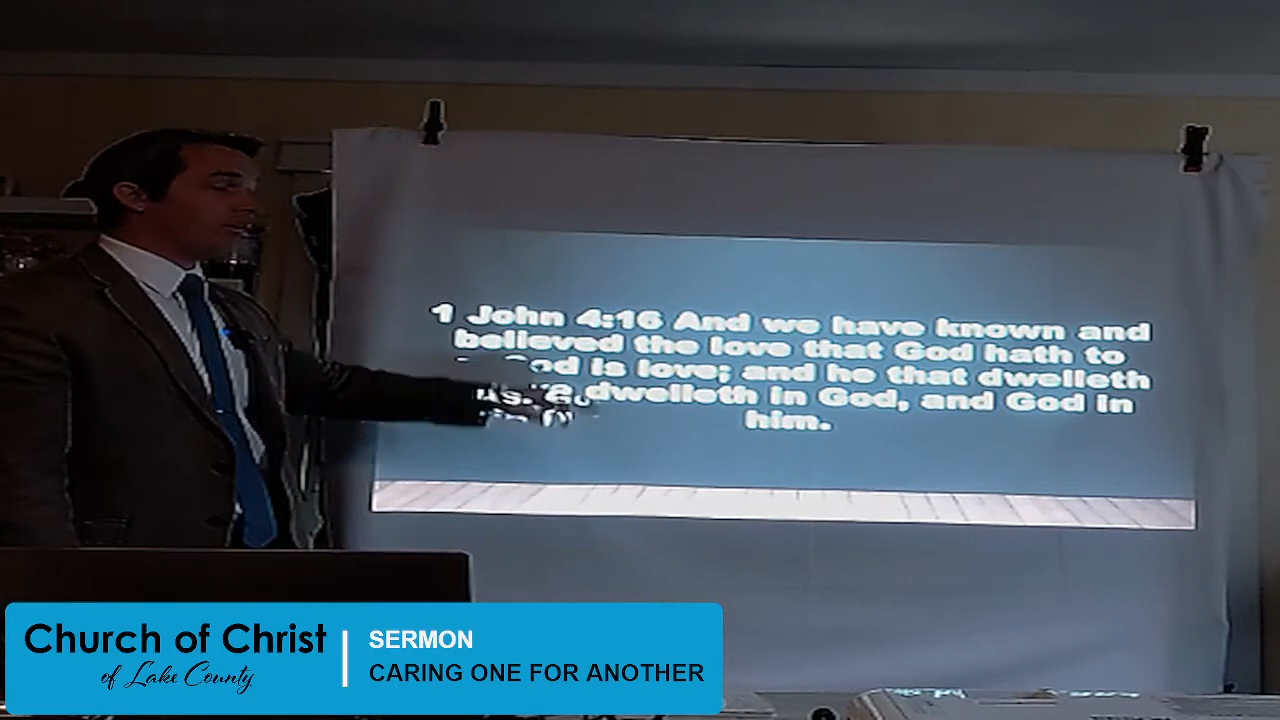 1 John 4:16 And we have known and
believed the love that God hath to
us. God is love; and he that dwelleth
dwelleth in God, and God in
him.
Church of Christ
of Lake County
SERMON
CARING ONE FOR ANOTHER